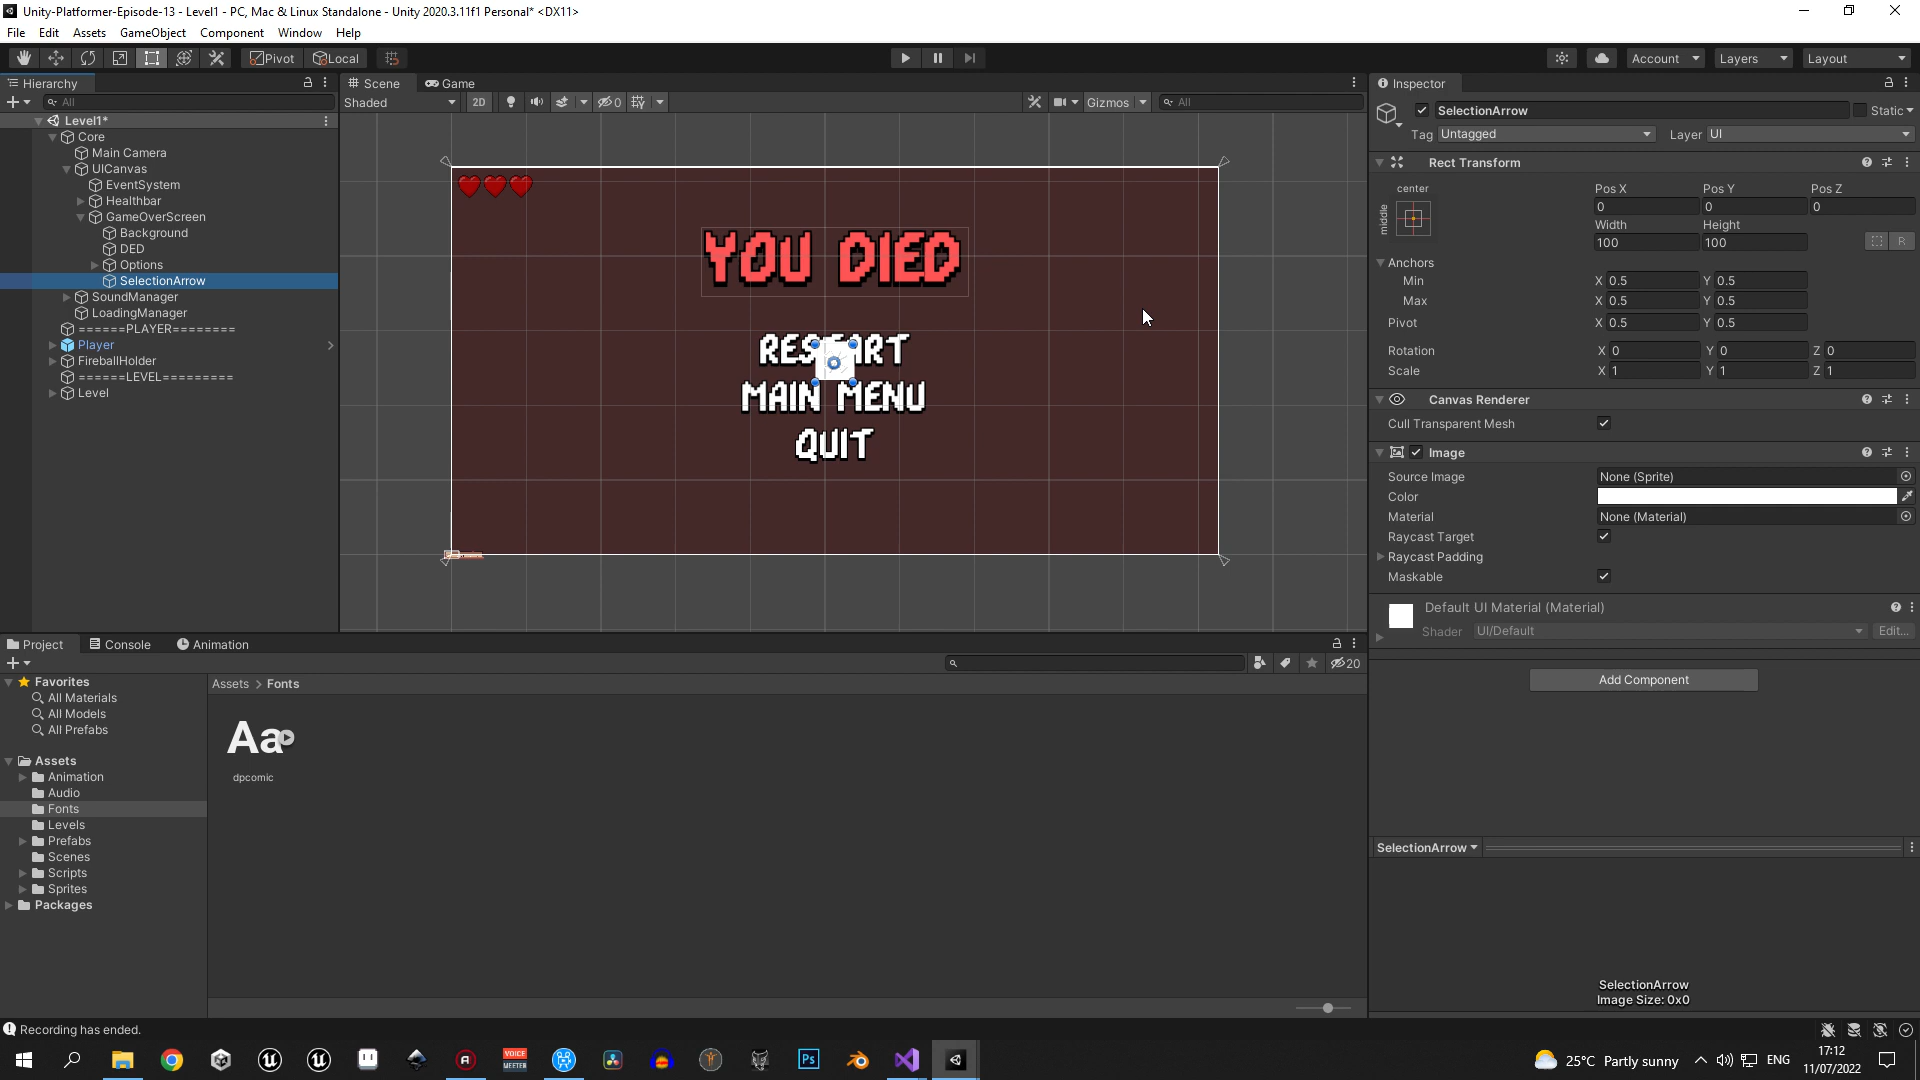 Unity-Platformer-Episode-13 - Level1 - PC, Mac & Linux Standalone - Unity 2020.3.11f1 Personal* <DX11>
File Edit Assets GameObject Component Window Help
Pivot Local Account Layers Layout
Hierarchy
All
Level1*
Core
Main Camera
UICanvas
EventSystem
Healthbar
GameOverScreen
Background
DED
Options
SelectionArrow
SoundManager
LoadingManager
======PLAYER========
Player
FireballHolder
======LEVEL=========
Level
Scene Game
Shaded 2D 0 Gizmos All
YOU DIED
RESTART
MAIN MENU
QUIT
Inspector
SelectionArrow Static
Tag Untagged Layer UI
Rect Transform
center Pos X Pos Y Pos Z
middle 0 0 0
Width Height
100 100 R
Anchors
Min X 0.5 Y 0.5
Max X 0.5 Y 0.5
Pivot X 0.5 Y 0.5
Rotation X 0 Y 0 Z 0
Scale X 1 Y 1 Z 1
Canvas Renderer
Cull Transparent Mesh
Image
Source Image None (Sprite)
Color
Material None (Material)
Raycast Target
Raycast Padding
Maskable
Default UI Material (Material)
Shader UI/Default Edit...
Add Component
SelectionArrow
SelectionArrow
Image Size: 0x0
Project Console Animation
20
Favorites
All Materials
All Models
All Prefabs
Assets
Animation
Audio
Fonts
Levels
Prefabs
Scenes
Scripts
Sprites
Packages
Assets > Fonts
Aa
dpcomic
Recording has ended.
VOICE
MEETER
Ps
25°C Partly sunny ENG
17:12
11/07/2022